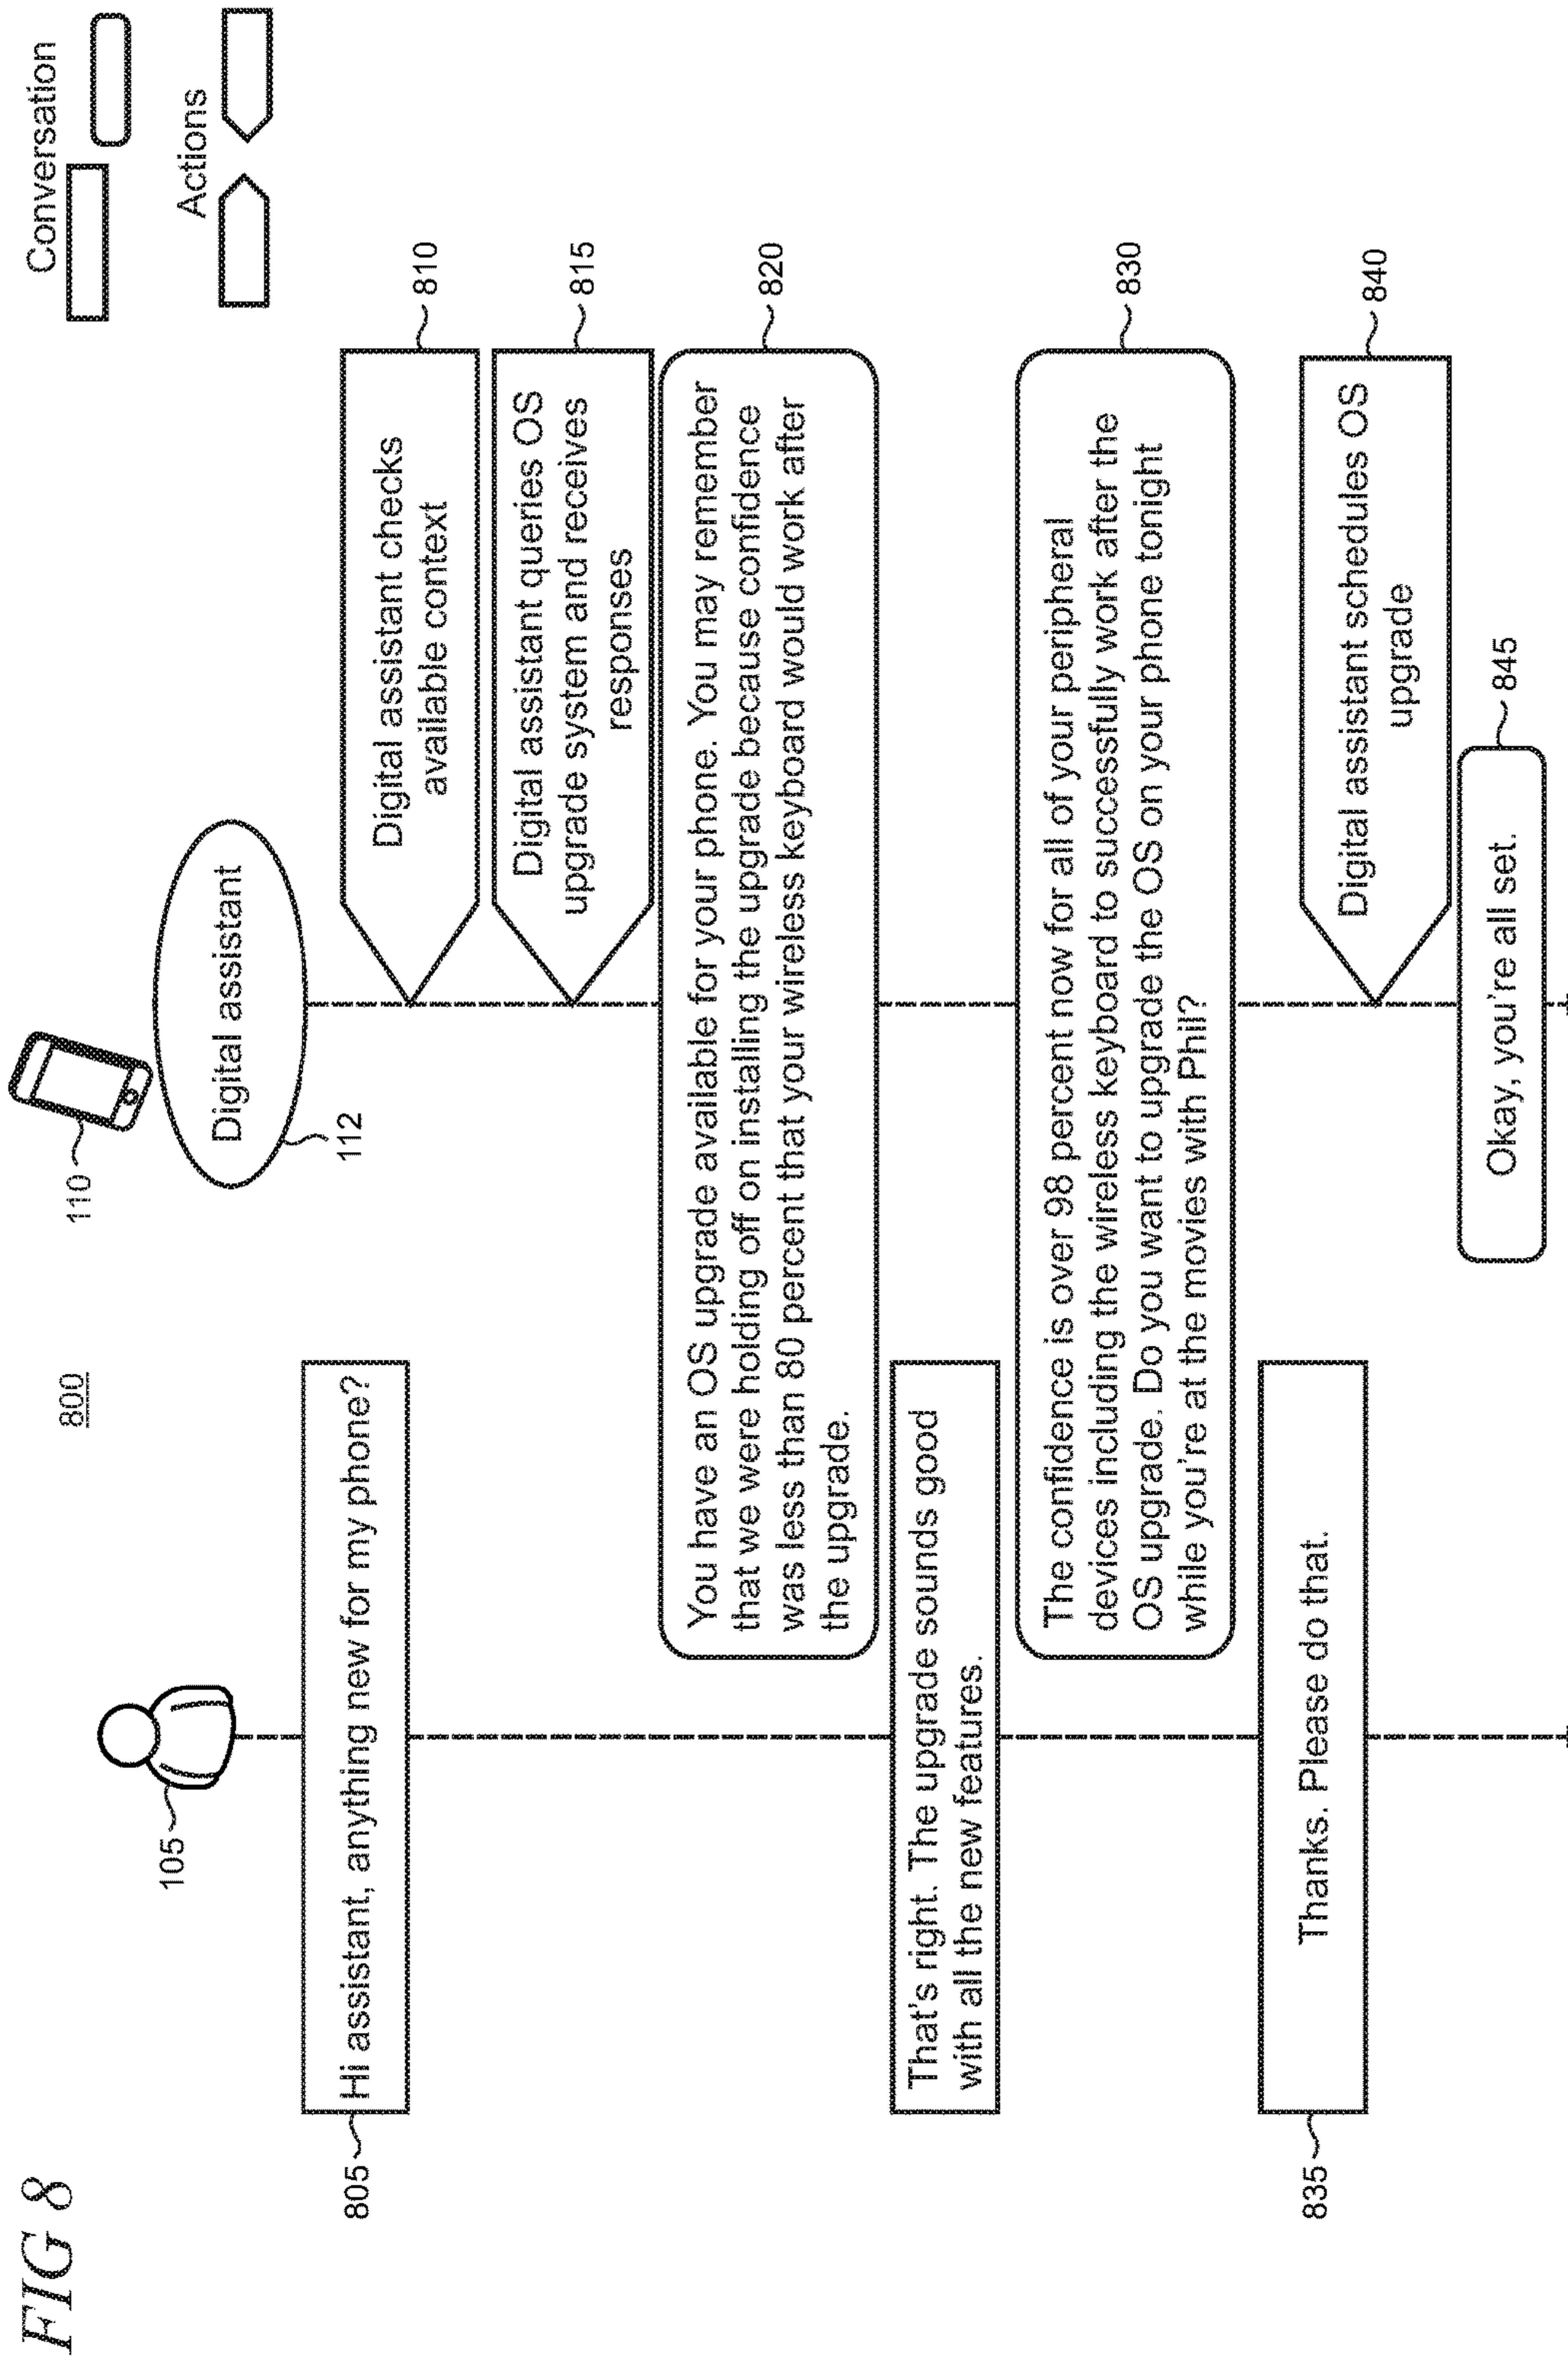 FIG 8
800
110
Conversation
Actions
105
Digital assistant
112
805
Hi assistant, anything new for my phone?
Digital assistant checks
available context
810
Digital assistant queries OS
upgrade system and receives
responses
815
You have an OS upgrade available for your phone. You may remember
that we were holding off on installing the upgrade because confidence
was less than 80 percent that your wireless keyboard would work after
the upgrade.
820
That's right. The upgrade sounds good
with all the new features.
The confidence is over 98 percent now for all of your peripheral
devices including the wireless keyboard to successfully work after the
OS upgrade. Do you want to upgrade the OS on your phone tonight
while you're at the movies with Phil?
830
835
Thanks. Please do that.
Digital assistant schedules OS
upgrade
840
Okay, you're all set.
845